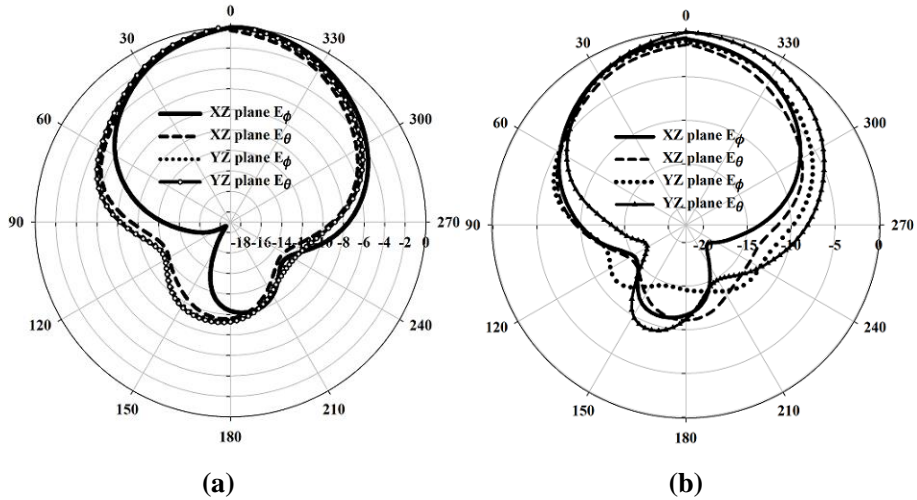 0
30
330
60
300
90
270
120
240
150
210
180
XZ plane Eϕ
XZ plane Eθ
YZ plane Eϕ
YZ plane Eθ
-18 -16 -14 -12 -10 -8 -6 -4 -2 0
(a)
0
30
330
60
300
90
270
120
240
150
210
180
XZ plane Eϕ
XZ plane Eθ
YZ plane Eϕ
YZ plane Eθ
-20 -15 -10 -5 0
(b)